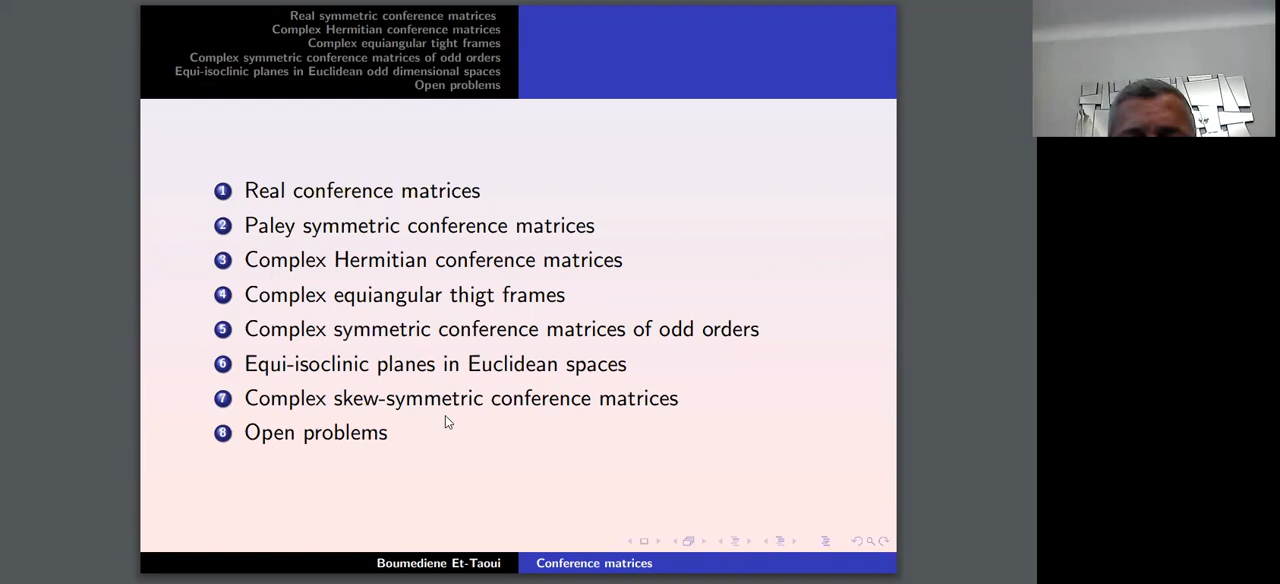 Real symmetric conference matrices
Complex Hermitian conference matrices
Complex equiangular tight frames
Complex symmetric conference matrices of odd orders
Equi-isoclinic planes in Euclidean odd dimensional spaces
Open problems
1 Real conference matrices
2 Paley symmetric conference matrices
3 Complex Hermitian conference matrices
4 Complex equiangular thigt frames
5 Complex symmetric conference matrices of odd orders
6 Equi-isoclinic planes in Euclidean spaces
7 Complex skew-symmetric conference matrices
8 Open problems
Boumediene Et-Taoui Conference matrices